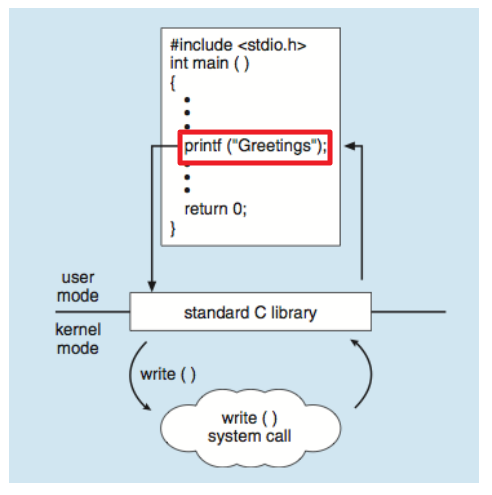 #include <stdio.h>
int main ( )
{
•
•
•
printf ("Greetings");
•
•
•
return 0;
}
user
mode
standard C library
kernel
mode
write ( )
write ( )
system call